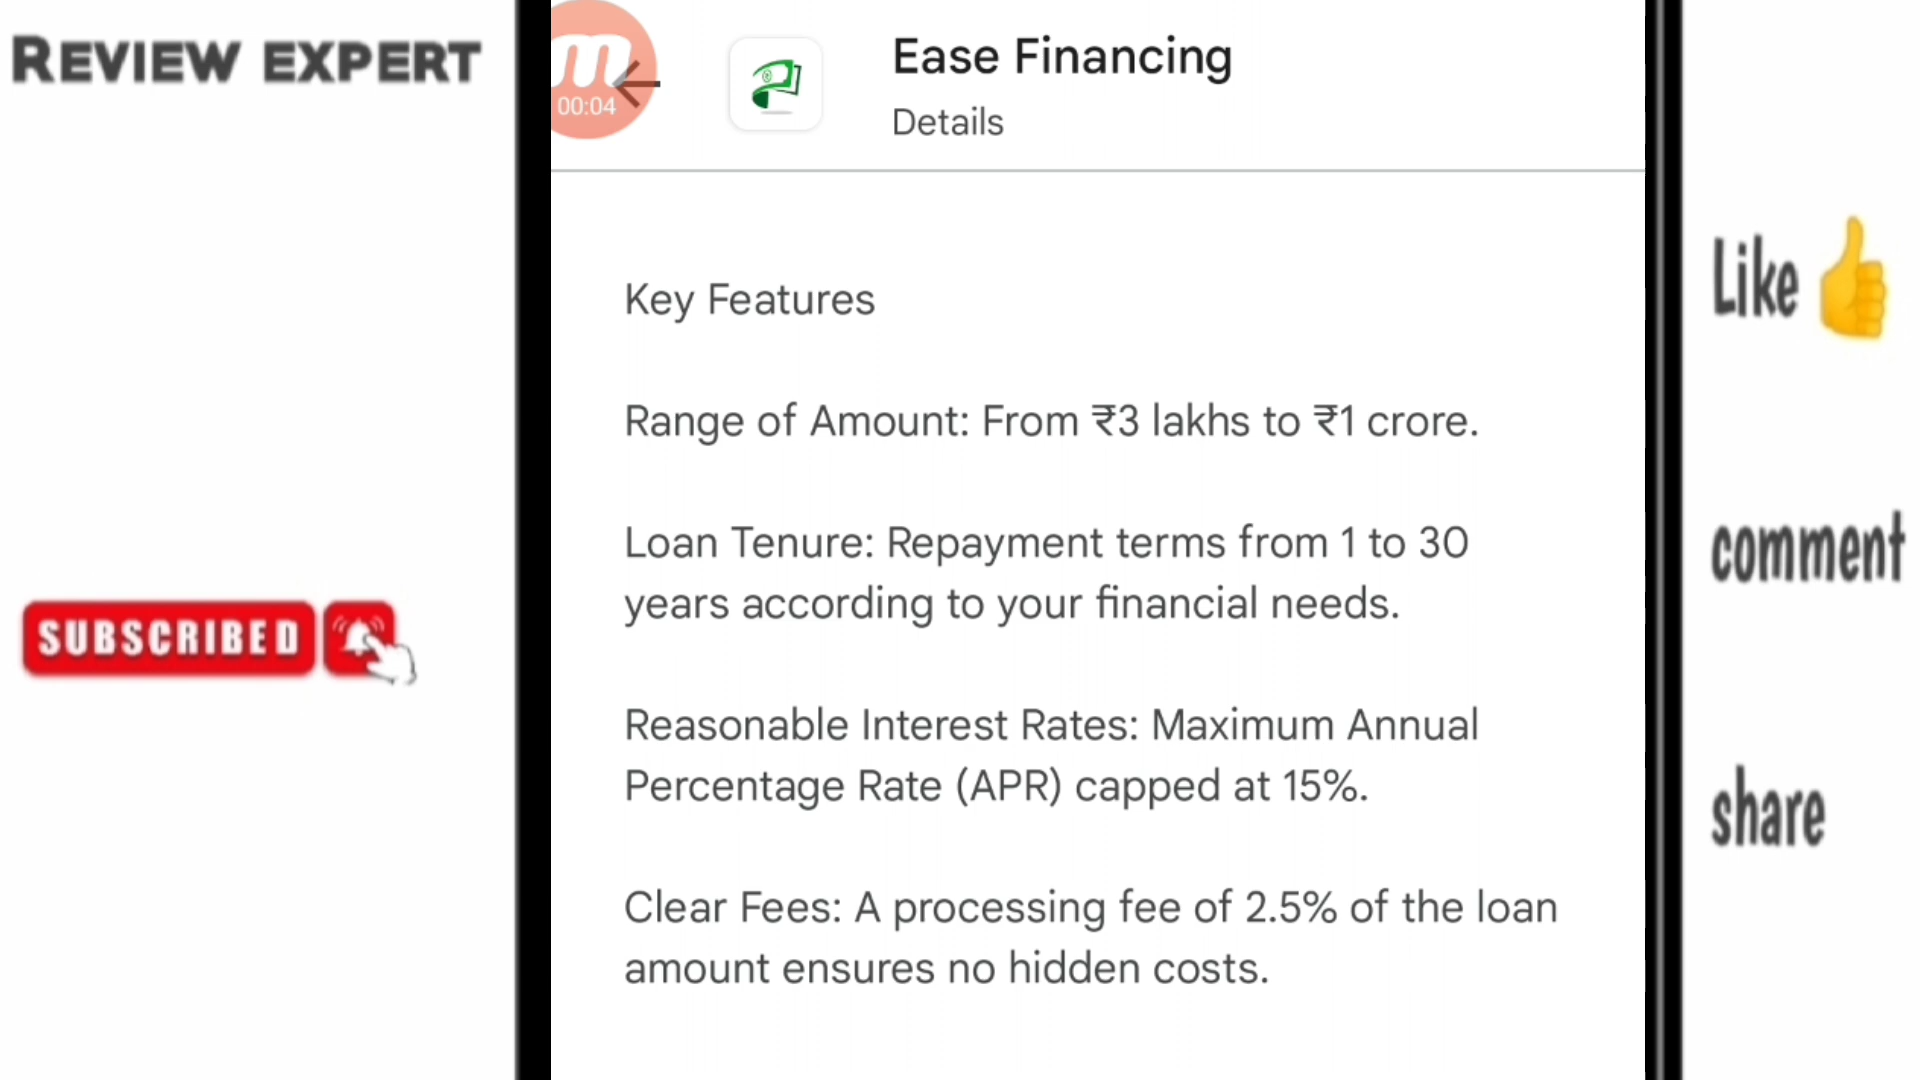 REVIEW EXPERT
m
00:04
Ease Financing
Details
Key Features
Range of Amount: From ₹3 lakhs to ₹1 crore.
Loan Tenure: Repayment terms from 1 to 30
years according to your financial needs.
Reasonable Interest Rates: Maximum Annual
Percentage Rate (APR) capped at 15%.
Clear Fees: A processing fee of 2.5% of the loan
amount ensures no hidden costs.
SUBSCRIBED
Like
comment
share